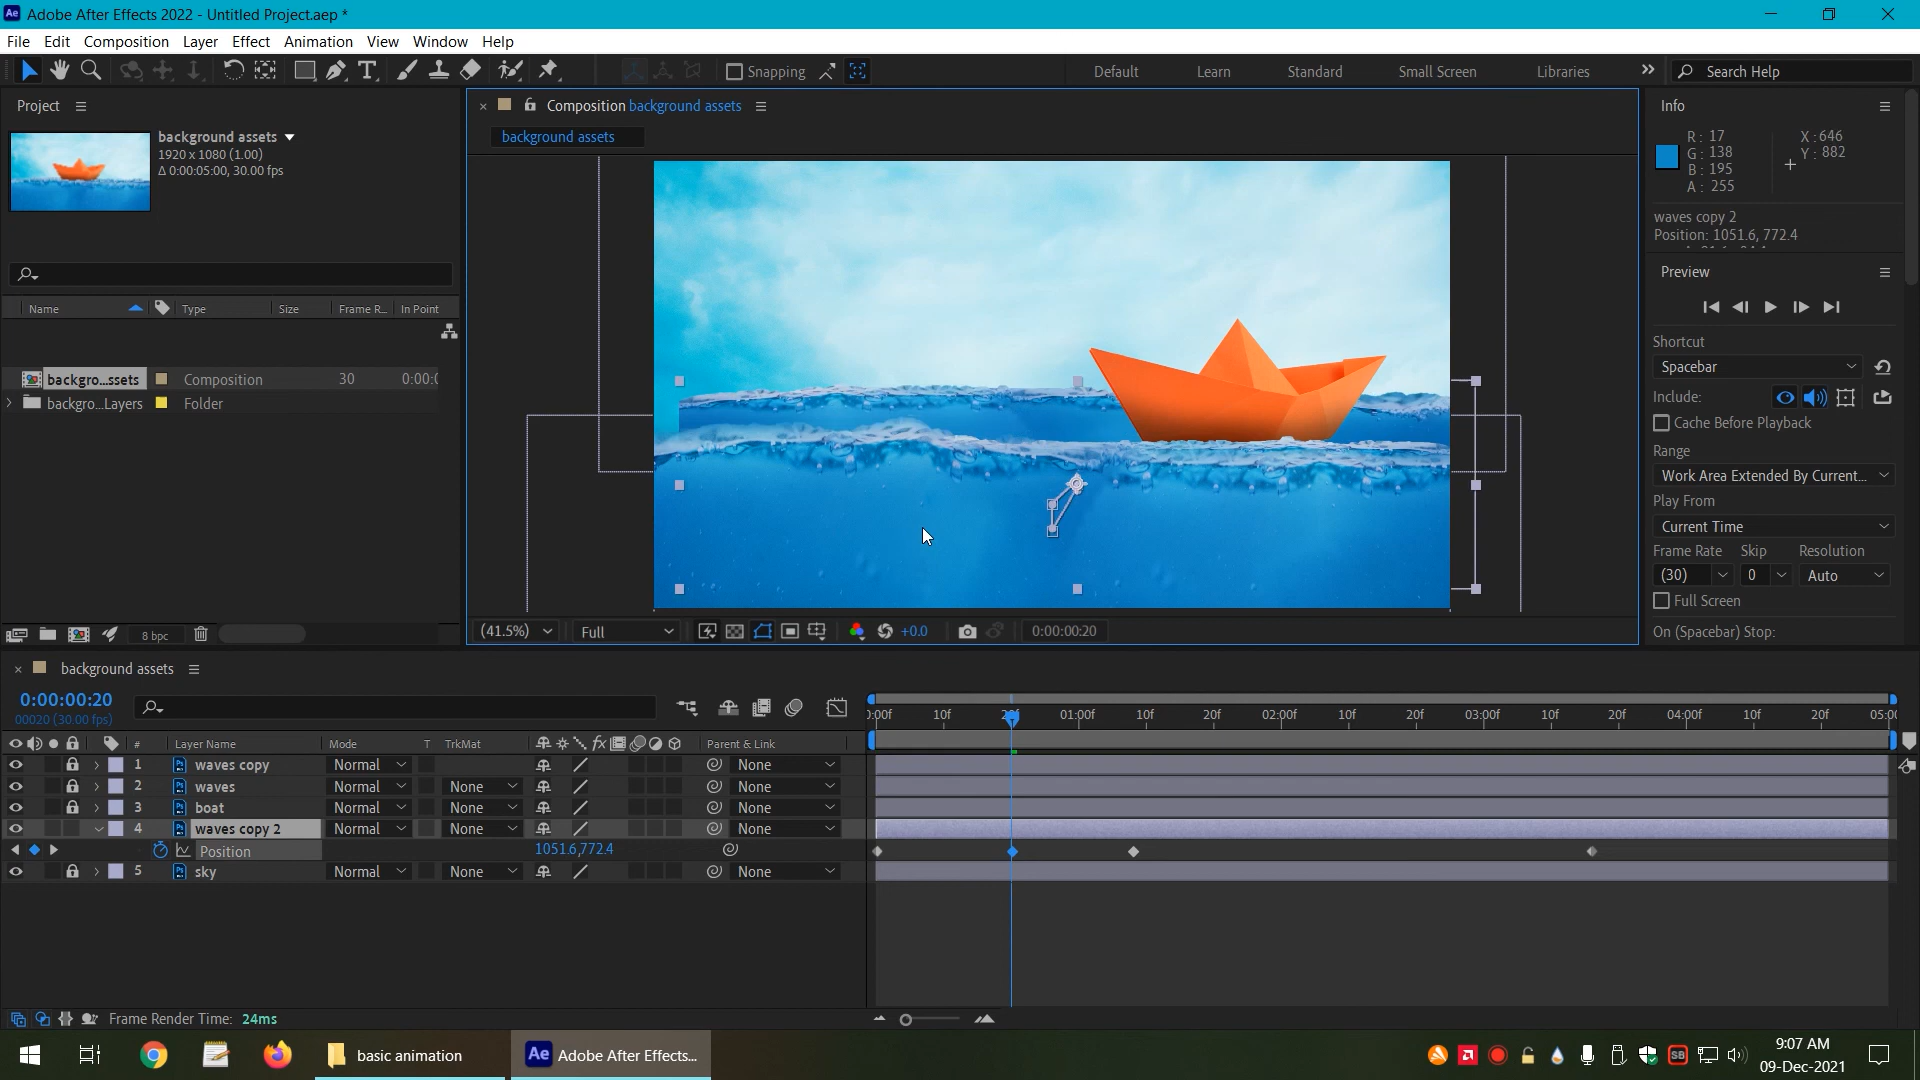 Ae Adobe After Effects 2022 - Untitled Project.aep *
File Edit Composition Layer Effect Animation View Window Help
Snapping
Default Learn Standard Small Screen Libraries Search Help
Project
background assets
1920 x 1080 (1.00)
Δ 0:00:05:00, 30.00 fps
Name Type Size Frame R... In Point
backgro...ssets Composition 30 0:00:0
backgro...Layers Folder
8 bpc
Composition background assets
background assets
(41.5%) Full +0.0 0:00:00:20
Info
R : 17
G : 138
B : 195
A : 255
X : 646
Y : 882
waves copy 2
Position: 1051.6, 772.4
Preview
Shortcut
Spacebar
Include:
Cache Before Playback
Range
Work Area Extended By Current...
Play From
Current Time
Frame Rate Skip Resolution
(30) 0 Auto
Full Screen
On (Spacebar) Stop:
background assets
0:00:00:20
00020 (30.00 fps)
0:00f 10f 20f 01:00f 10f 20f 02:00f 10f 20f 03:00f 10f 20f 04:00f 10f 20f 05:00
# Layer Name Mode T TrkMat Parent & Link
1 waves copy Normal None
2 waves Normal None None
3 boat Normal None None
4 waves copy 2 Normal None None
Position 1051.6,772.4
5 sky Normal None None
Frame Render Time: 24ms
basic animation
Ae Adobe After Effects...
SB
9:07 AM
09-Dec-2021